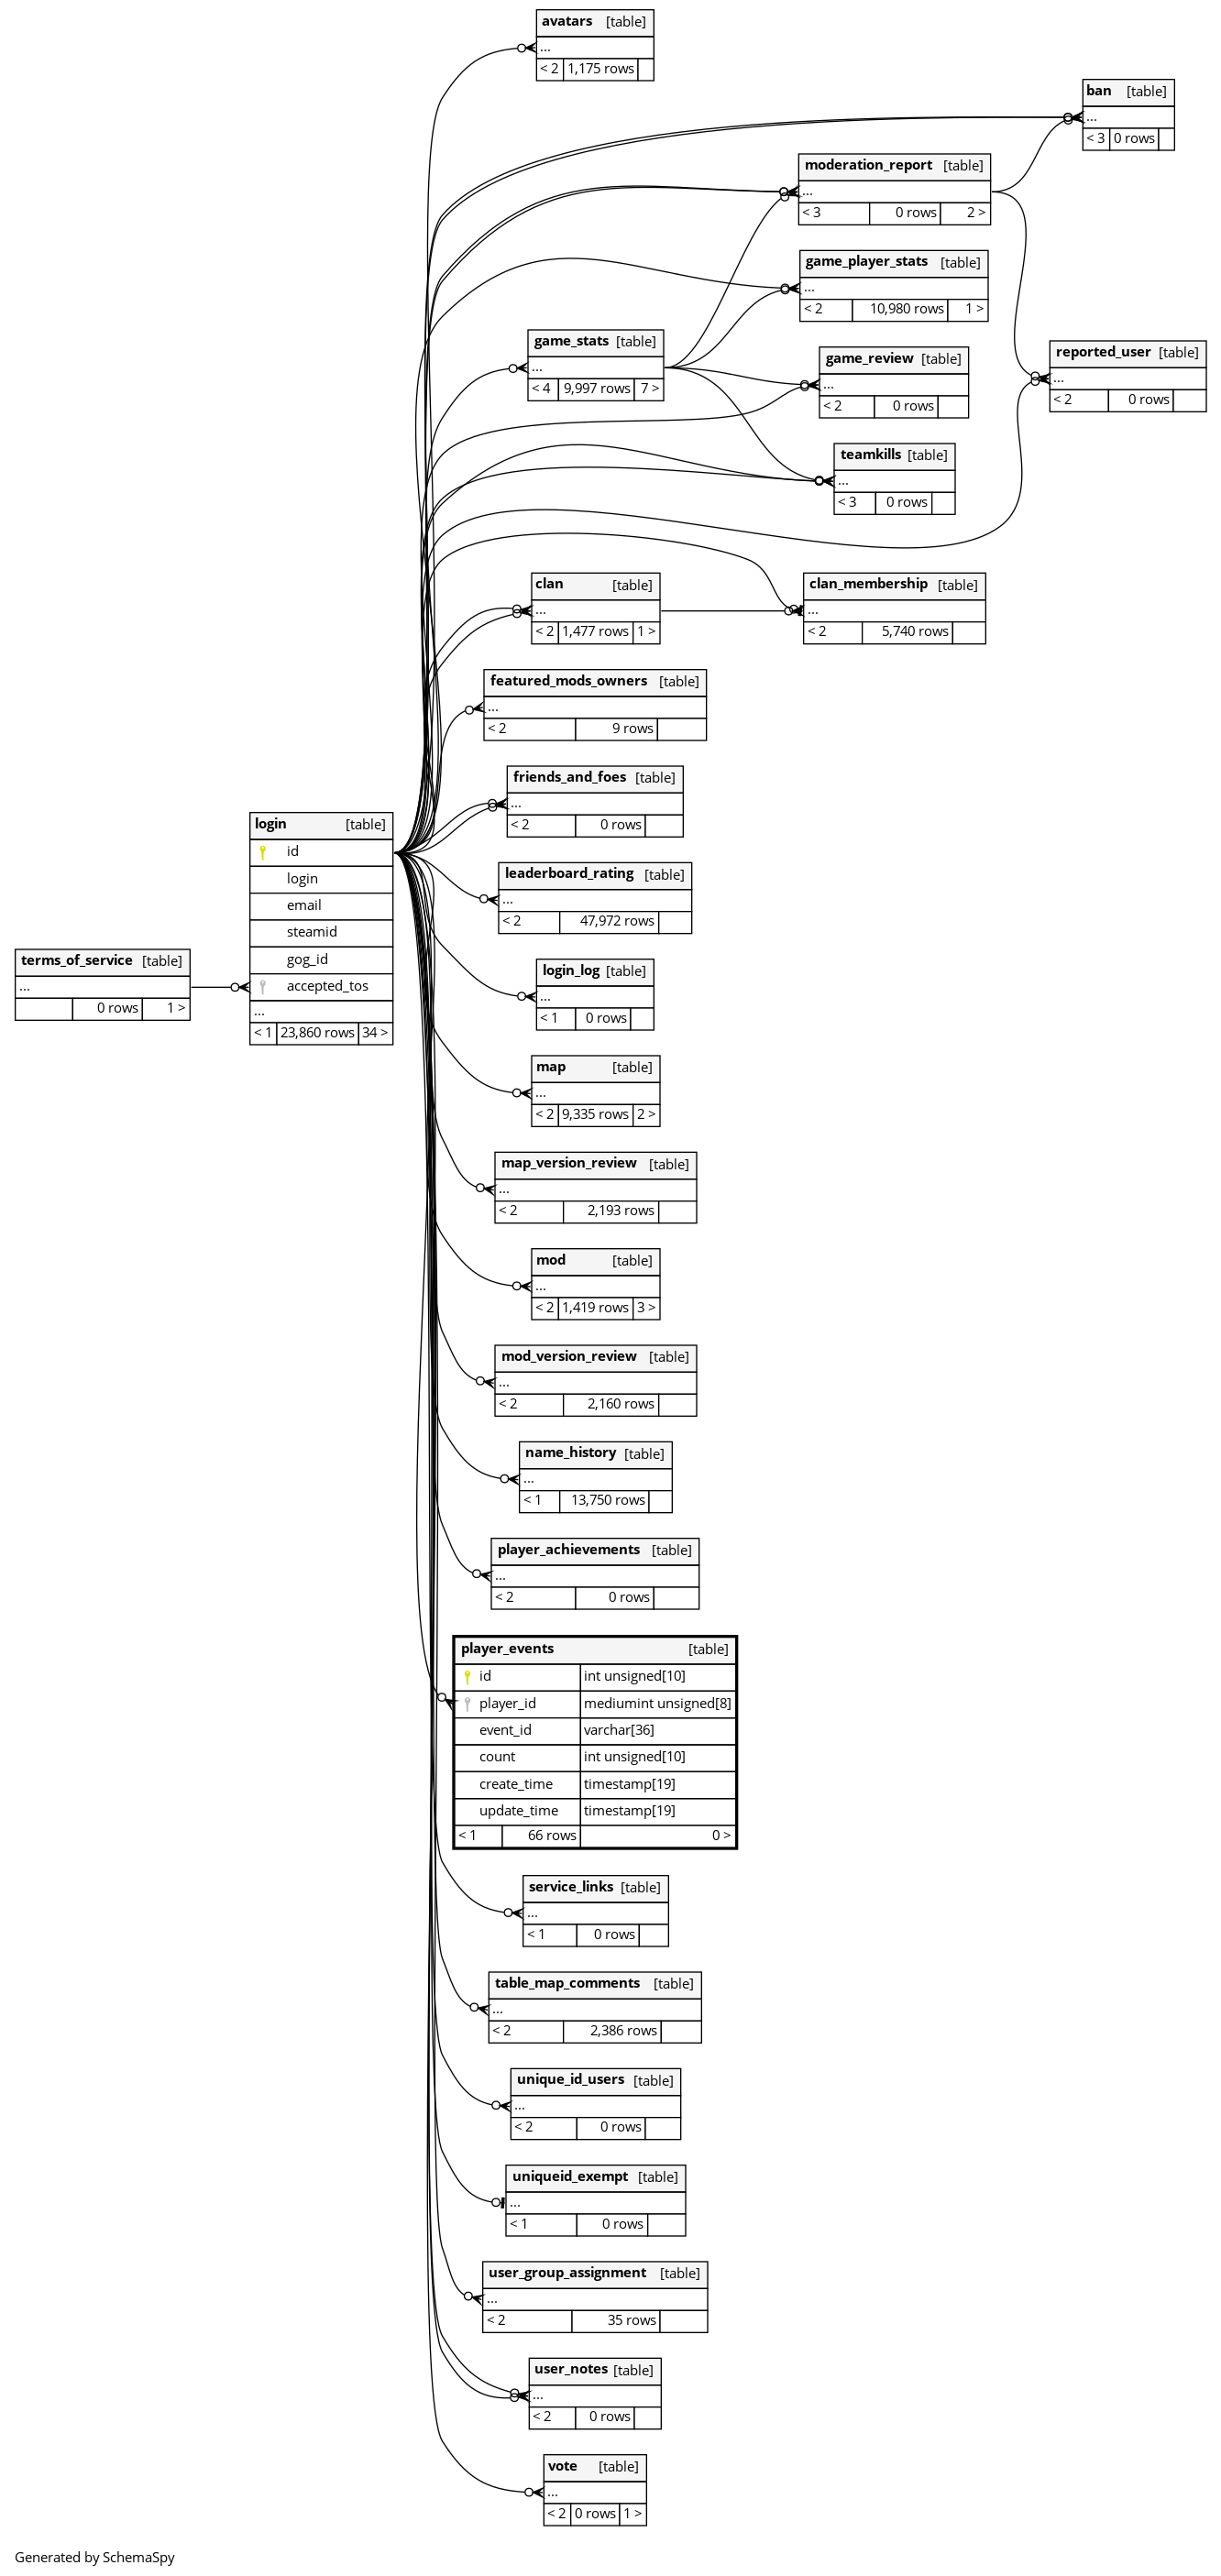 avatars [table]
...
< 2 1,175 rows
ban [table]
...
< 3 0 rows
moderation_report [table]
...
< 3 0 rows 2 >
game_player_stats [table]
...
< 2 10,980 rows 1 >
game_stats [table]
...
< 4 9,997 rows 7 >
game_review [table]
...
< 2 0 rows
reported_user [table]
...
< 2 0 rows
teamkills [table]
...
< 3 0 rows
clan [table]
...
< 2 1,477 rows 1 >
clan_membership [table]
...
< 2 5,740 rows
featured_mods_owners [table]
...
< 2 9 rows
friends_and_foes [table]
...
< 2 0 rows
login [table]
id
login
email
steamid
gog_id
accepted_tos
...
< 1 23,860 rows 34 >
leaderboard_rating [table]
...
< 2 47,972 rows
terms_of_service [table]
...
0 rows 1 >
login_log [table]
...
< 1 0 rows
map [table]
...
< 2 9,335 rows 2 >
map_version_review [table]
...
< 2 2,193 rows
mod [table]
...
< 2 1,419 rows 3 >
mod_version_review [table]
...
< 2 2,160 rows
name_history [table]
...
< 1 13,750 rows
player_achievements [table]
...
< 2 0 rows
player_events [table]
id int unsigned[10]
player_id mediumint unsigned[8]
event_id varchar[36]
count int unsigned[10]
create_time timestamp[19]
update_time timestamp[19]
< 1 66 rows 0 >
service_links [table]
...
< 1 0 rows
table_map_comments [table]
...
< 2 2,386 rows
unique_id_users [table]
...
< 2 0 rows
uniqueid_exempt [table]
...
< 1 0 rows
user_group_assignment [table]
...
< 2 35 rows
user_notes [table]
...
< 2 0 rows
vote [table]
...
< 2 0 rows 1 >
Generated by SchemaSpy